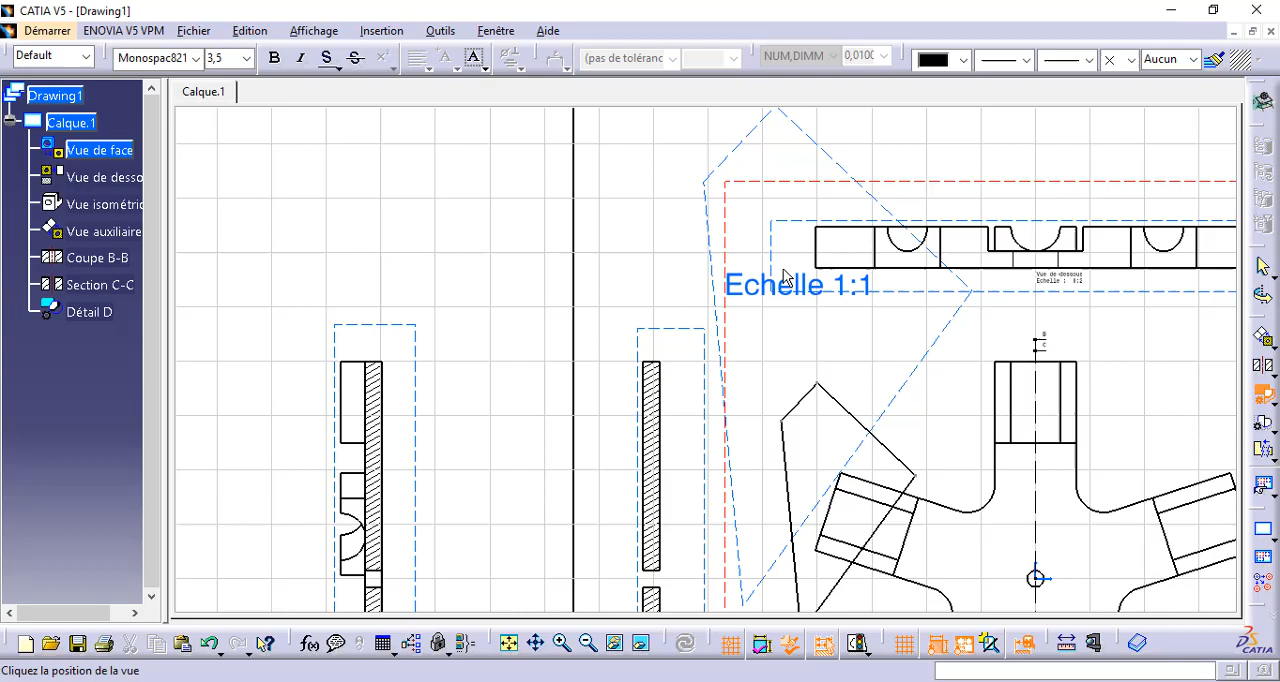 CATIA V5 - [Drawing1]
Démarrer ENOVIA V5 VPM Fichier Edition Affichage Insertion Outils Fenêtre Aide
Default Monospac821 3,5 B I S S A A (pas de toléranc NUM,DIMM 0,0100 Aucun
Drawing1
Calque.1
Vue de face
Vue de desso
Vue isométric
Vue auxiliaire
Coupe B-B
Section C-C
Détail D
Calque.1
Vue de dessous
Echelle :
Echelle 1:1
B
C
f(x)
CATIA
Cliquez la position de la vue